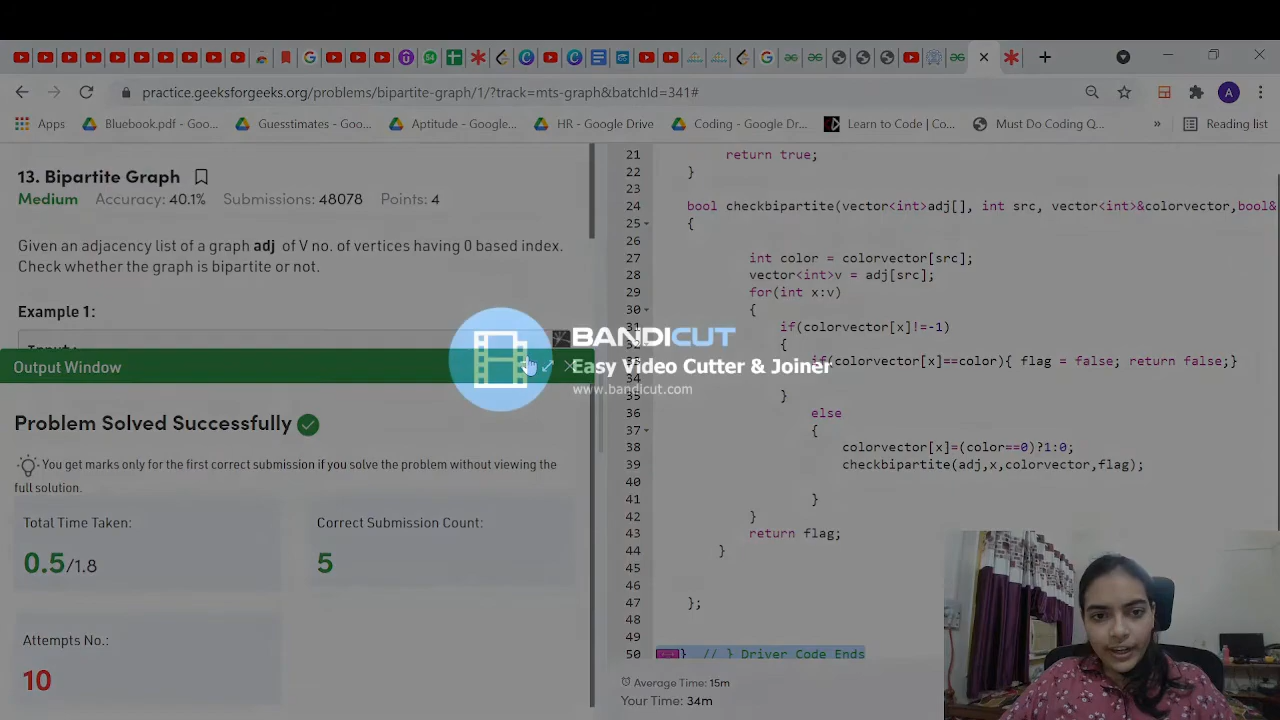 practice.geeksforgeeks.org/problems/bipartite-graph/1/?track=mts-graph&batchId=341#
A
Apps
Bluebook.pdf - Goo...
Guesstimates - Goo...
Aptitude - Google...
HR - Google Drive
Coding - Google Dr...
Learn to Code | Co...
Must Do Coding Q...
»
Reading list
13. Bipartite Graph
Medium Accuracy: 40.1% Submissions: 48078 Points: 4
Given an adjacency list of a graph adj of V no. of vertices having 0 based index.
Check whether the graph is bipartite or not.
Example 1:
Input:
Output Window
Problem Solved Successfully
You get marks only for the first correct submission if you solve the problem without viewing the
full solution.
Total Time Taken:
0.5/1.8
Correct Submission Count:
5
Attempts No.:
10
21 return true;
22 }
23
24 bool checkbipartite(vector<int>adj[], int src, vector<int>&colorvector,bool&
25 {
26
27 int color = colorvector[src];
28 vector<int>v = adj[src];
29 for(int x:v)
30 {
31 if(colorvector[x]!=-1)
32 {
33 if(colorvector[x]==color){ flag = false; return false;}
34
}
36 else
37 {
38 colorvector[x]=(color==0)?1:0;
39 checkbipartite(adj,x,colorvector,flag);
40
41 }
42 }
43 return flag;
44 }
45
46
47 };
48
49
50 } // } Driver Code Ends
Average Time: 15m
Your Time: 34m
BANDICUT
Easy Video Cutter & Joiner
www.bandicut.com